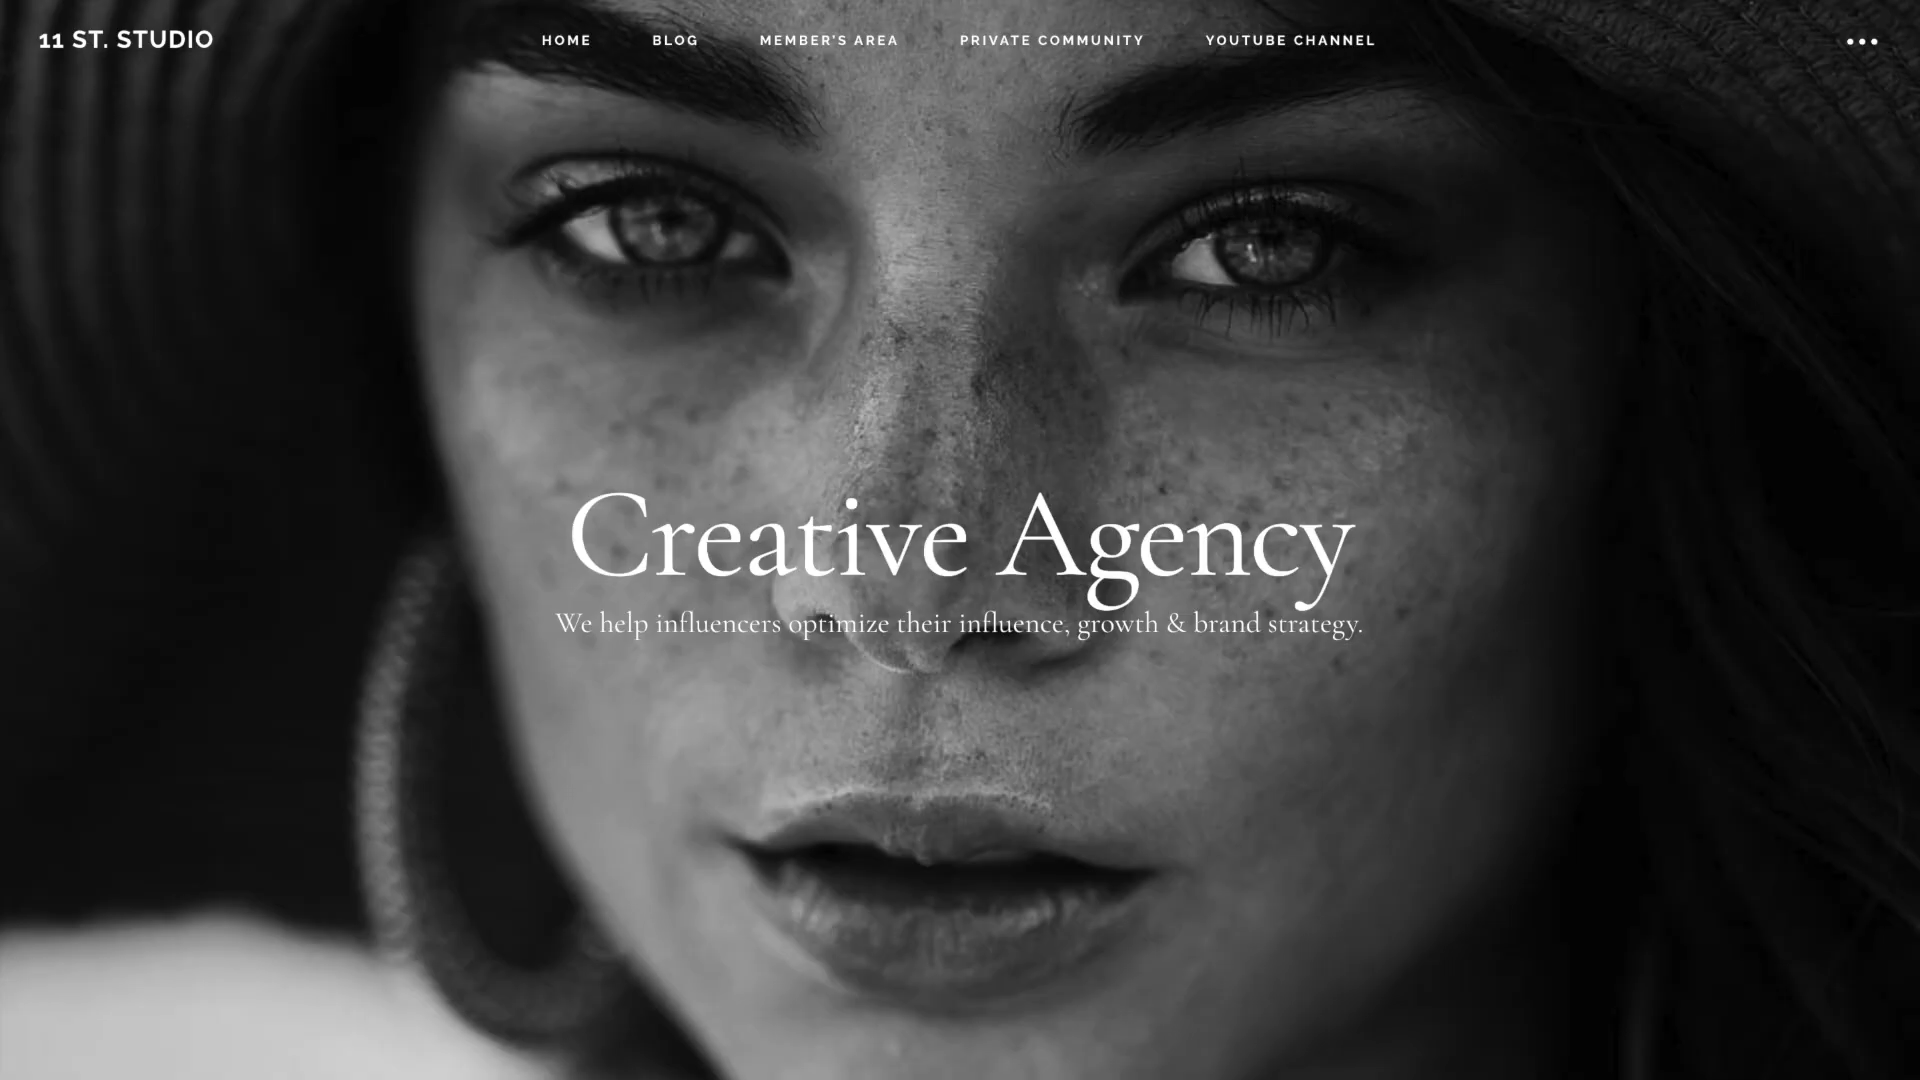 11 ST. STUDIO
HOME
BLOG
MEMBER'S AREA
PRIVATE COMMUNITY
YOUTUBE CHANNEL
Creative Agency
We help influencers optimize their influence, growth & brand strategy.